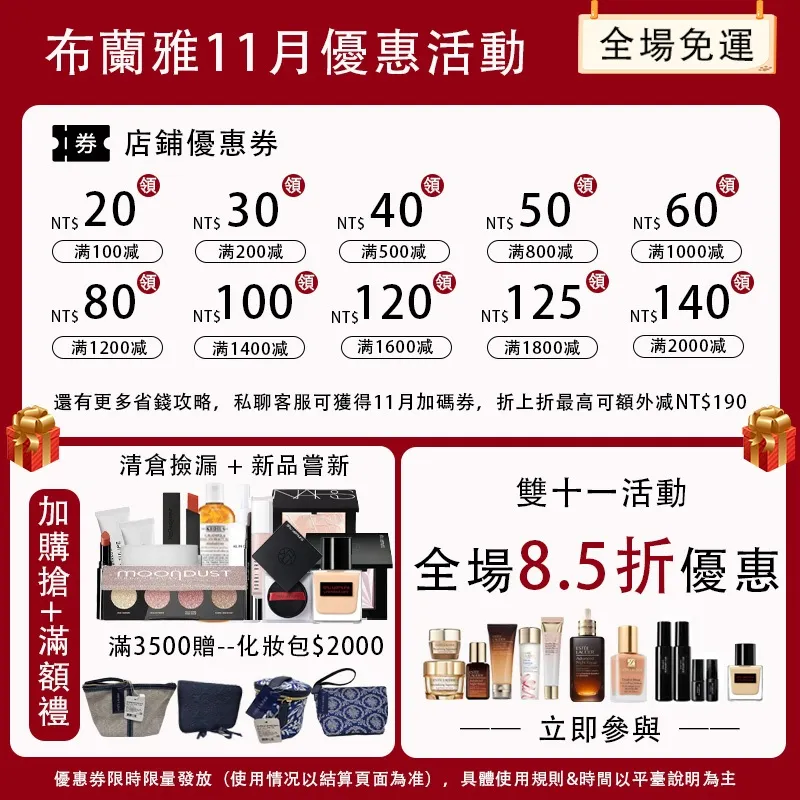 布蘭雅11月優惠活動
全場免運
券 店鋪優惠券
NT$20 領 NT$30 領 NT$40 領 NT$50 領 NT$60 領
满100减 满200减 满500减 满800减 满1000减
NT$80 領 NT$100 領 NT$120 領 NT$125 領 NT$140 領
满1200减 满1400减 满1600减 满1800减 满2000减
還有更多省錢攻略，私聊客服可獲得11月加碼券，折上折最高可額外减NT$190
加購搶+滿額禮
清倉撿漏 + 新品嘗新
NARS
KIEHL'S
MOONDUST
滿3500贈--化妝包$2000
雙十一活動
全場8.5折優惠
立即參與
優惠券限時限量發放（使用情况以結算頁面為准），具體使用規則&時間以平臺說明為主